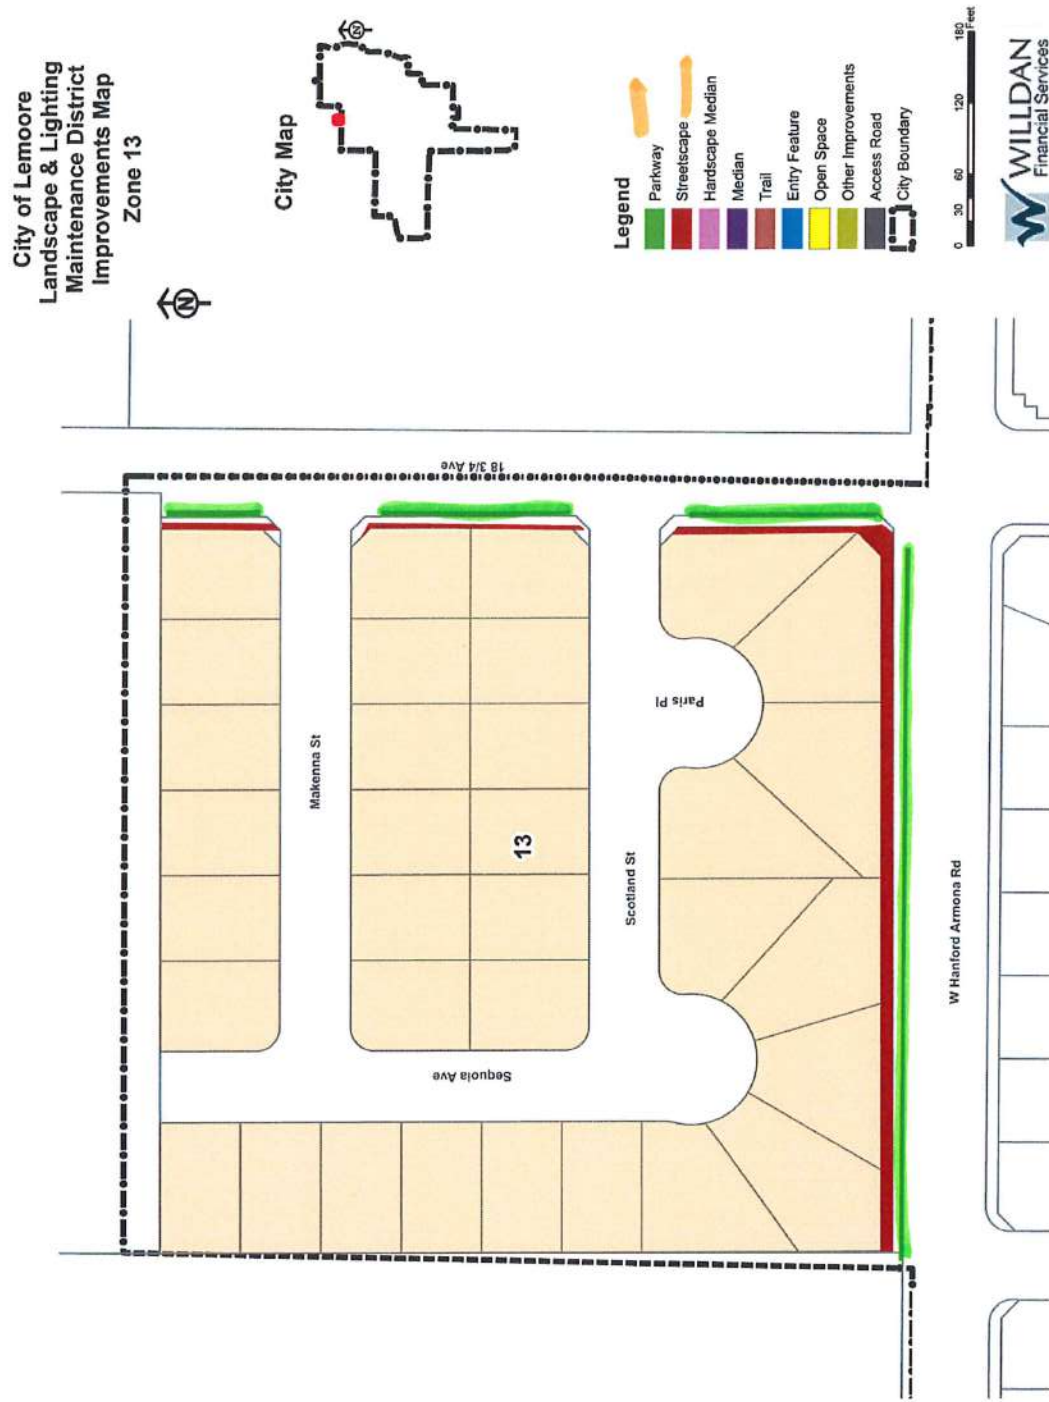 City of Lemoore
Landscape & Lighting
Maintenance District
Improvements Map
Zone 13
N
City Map
N
Legend
Parkway
Streetscape
Hardscape Median
Median
Trail
Entry Feature
Open Space
Other Improvements
Access Road
City Boundary
0 30 60 120 180
Feet
WILLDAN
Financial Services
18 3/4 Ave
Makenna St
Paris Pl
13
Scotland St
Sequoia Ave
W Hanford Armona Rd